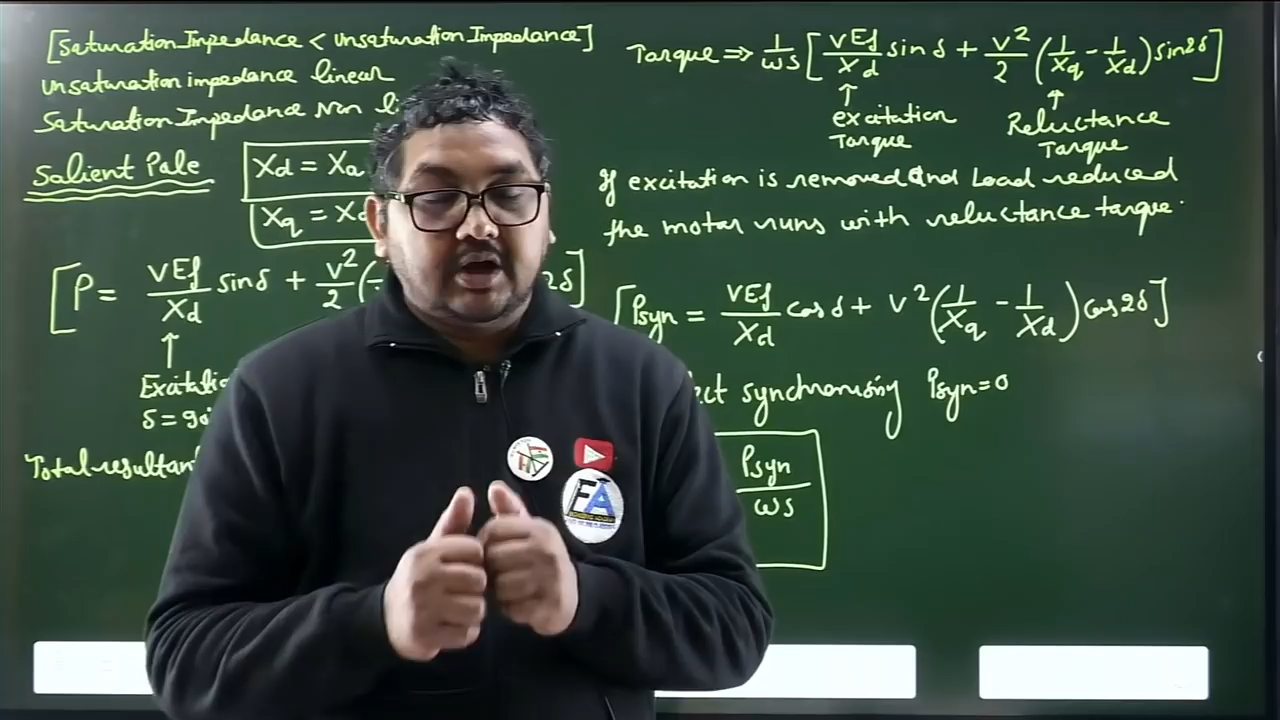 [Saturation Impedance < Unsaturation Impedance]
Unsaturation impedance linear
Saturation Impedance Non
Salient Pole
Xd = Xa
Xq =
[P = VEf/Xd sin δ + V²/2 ( 2δ]
↑
δ = 90
Total resultan
Torque ⇒ 1/ωs [VEf/Xd sin δ + V²/2 (1/Xq - 1/Xd) sin 2δ]
↑ ↑
excitation Torque
Reluctance Torque
If excitation is removed and Load reduced
the motor runs with reluctance torque.
[Psyn = VEf/Xd cos δ + V² (1/Xq - 1/Xd) cos 2δ]
ct synchronising Psyn = 0
Psyn/ωs
FA